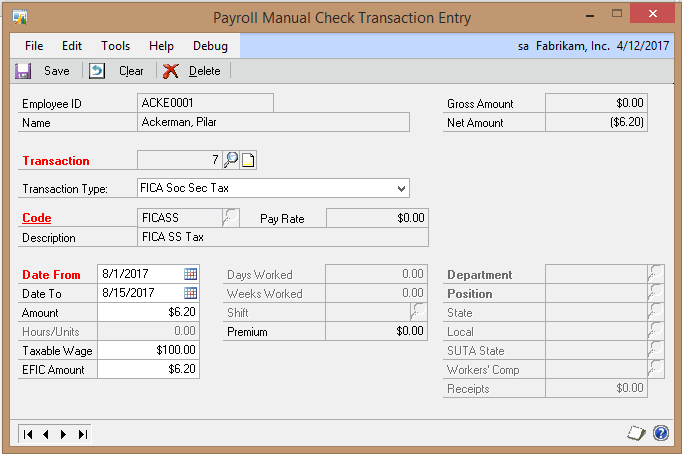 Payroll Manual Check Transaction Entry
File Edit Tools Help Debug sa Fabrikam, Inc. 4/12/2017
Save Clear Delete
Employee ID ACKE0001 Gross Amount $0.00
Name Ackerman, Pilar Net Amount ($6.20)
Transaction 7
Transaction Type: FICA Soc Sec Tax
Code FICASS Pay Rate $0.00
Description FICA SS Tax
Date From 8/1/2017 Days Worked 0.00 Department
Date To 8/15/2017 Weeks Worked 0.00 Position
Amount $6.20 Shift State
Hours/Units 0.00 Premium $0.00 Local
Taxable Wage $100.00 SUTA State
EFIC Amount $6.20 Workers' Comp
Receipts $0.00